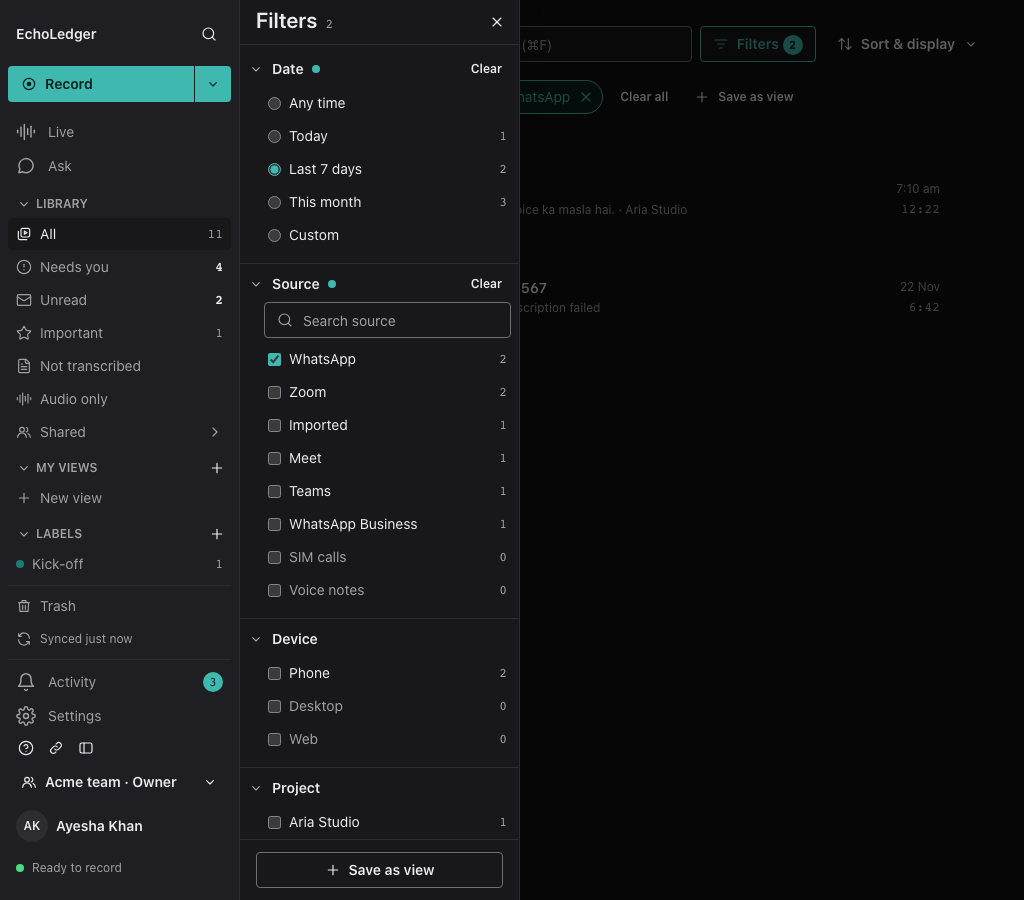 EchoLedger
Record
Live
Ask
LIBRARY
All 11
Needs you 4
Unread 2
Important 1
Not transcribed
Audio only
Shared
MY VIEWS
New view
LABELS
Kick-off 1
Trash
Synced just now
Activity 3
Settings
Acme team · Owner
AK Ayesha Khan
Ready to record
Filters 2
Date Clear
Any time
Today 1
Last 7 days 2
This month 3
Custom
Source Clear
Search source
WhatsApp 2
Zoom 2
Imported 1
Meet 1
Teams 1
WhatsApp Business 1
SIM calls 0
Voice notes 0
Device
Phone 2
Desktop 0
Web 0
Project
Aria Studio 1
Save as view
(⌘F) Filters 2 Sort & display
Clear all Save as view
7:10 am
ka masla hai. · Aria Studio 12:22
567 22 Nov
failed 6:42